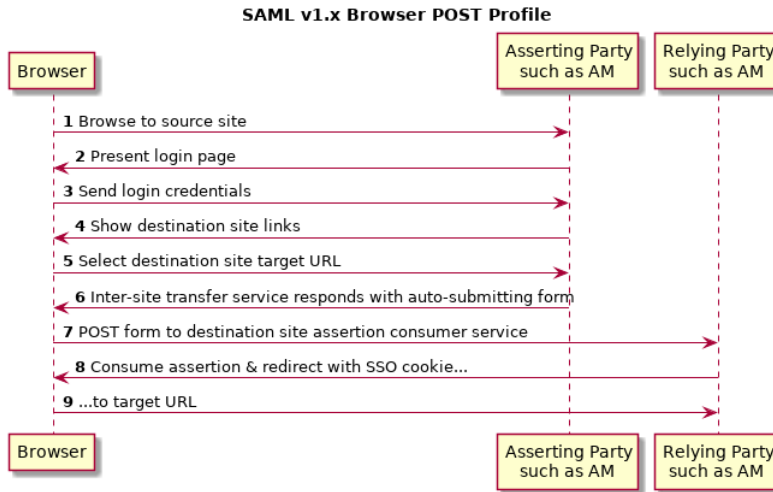 SAML v1.x Browser POST Profile
Browser
Asserting Party
such as AM
Relying Party
such as AM
1 Browse to source site
2 Present login page
3 Send login credentials
4 Show destination site links
5 Select destination site target URL
6 Inter-site transfer service responds with auto-submitting form
7 POST form to destination site assertion consumer service
8 Consume assertion & redirect with SSO cookie...
9 ...to target URL
Browser
Asserting Party
such as AM
Relying Party
such as AM